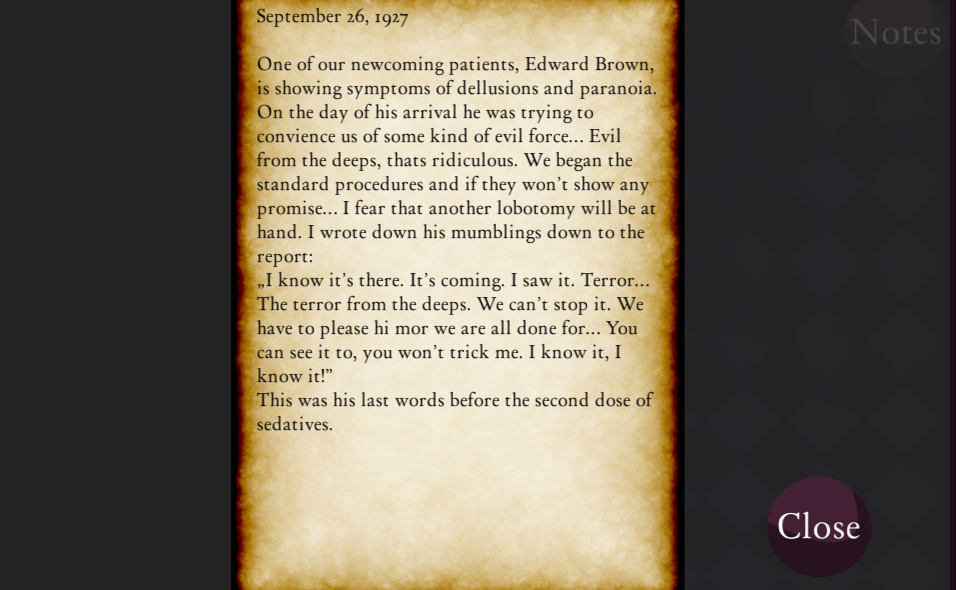 September 26, 1927
Notes
One of our newcoming patients, Edward Brown,
is showing symptoms of dellusions and paranoia.
On the day of his arrival he was trying to
convience us of some kind of evil force... Evil
from the deeps, thats ridiculous. We began the
standard procedures and if they won't show any
promise... I fear that another lobotomy will be at
hand. I wrote down his mumblings down to the
report:
„I know it's there. It's coming. I saw it. Terror...
The terror from the deeps. We can't stop it. We
have to please hi mor we are all done for... You
can see it to, you won't trick me. I know it, I
know it!”
This was his last words before the second dose of
sedatives.
Close